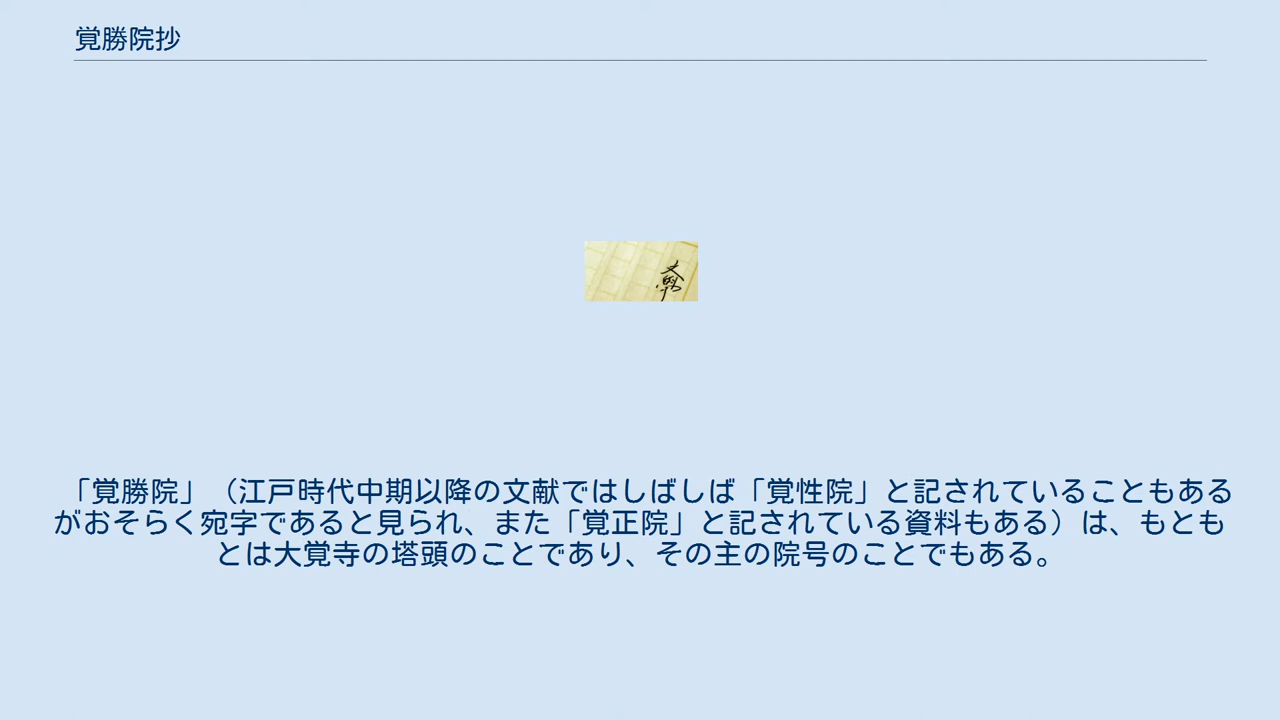 覚勝院抄
「覚勝院」（江戸時代中期以降の文献ではしばしば「覚性院」と記されていることもある
がおそらく宛字であると見られ、また「覚正院」と記されている資料もある）は、もとも
とは大覚寺の塔頭のことであり、その主の院号のことでもある。